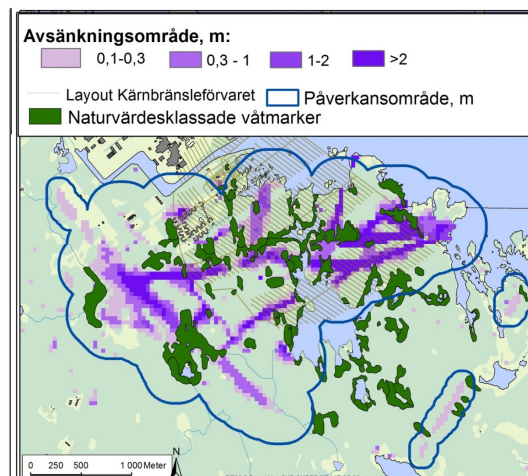 Avsänkningsområde, m:
0,1-0,3 0,3 - 1 1-2 >2
Layout Kärnbränsleförvaret Påverkansområde, m
Naturvärdesklassade våtmarker
0 250 500 1 000 Meter
N